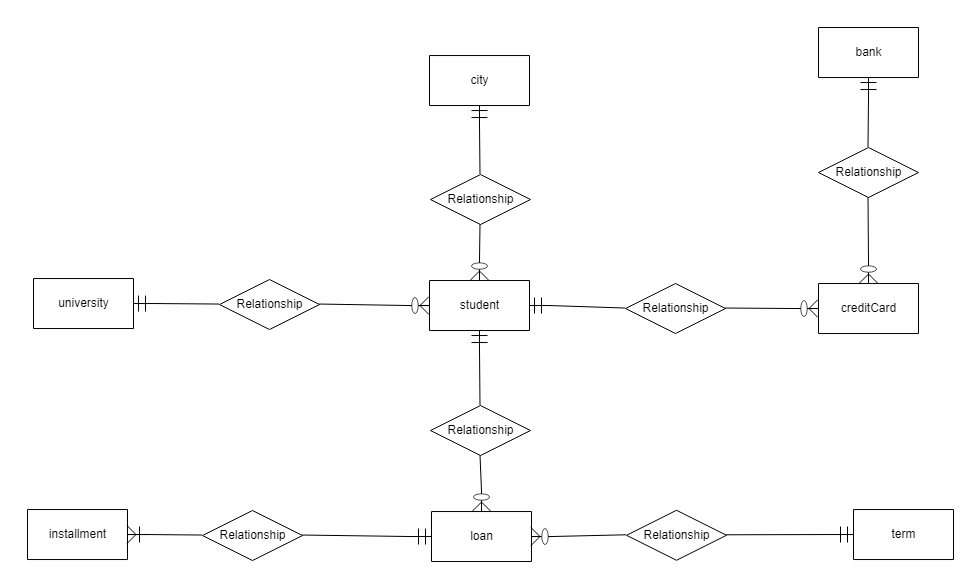 bank
city
Relationship
Relationship
university
Relationship
student
Relationship
creditCard
Relationship
installment
Relationship
loan
Relationship
term